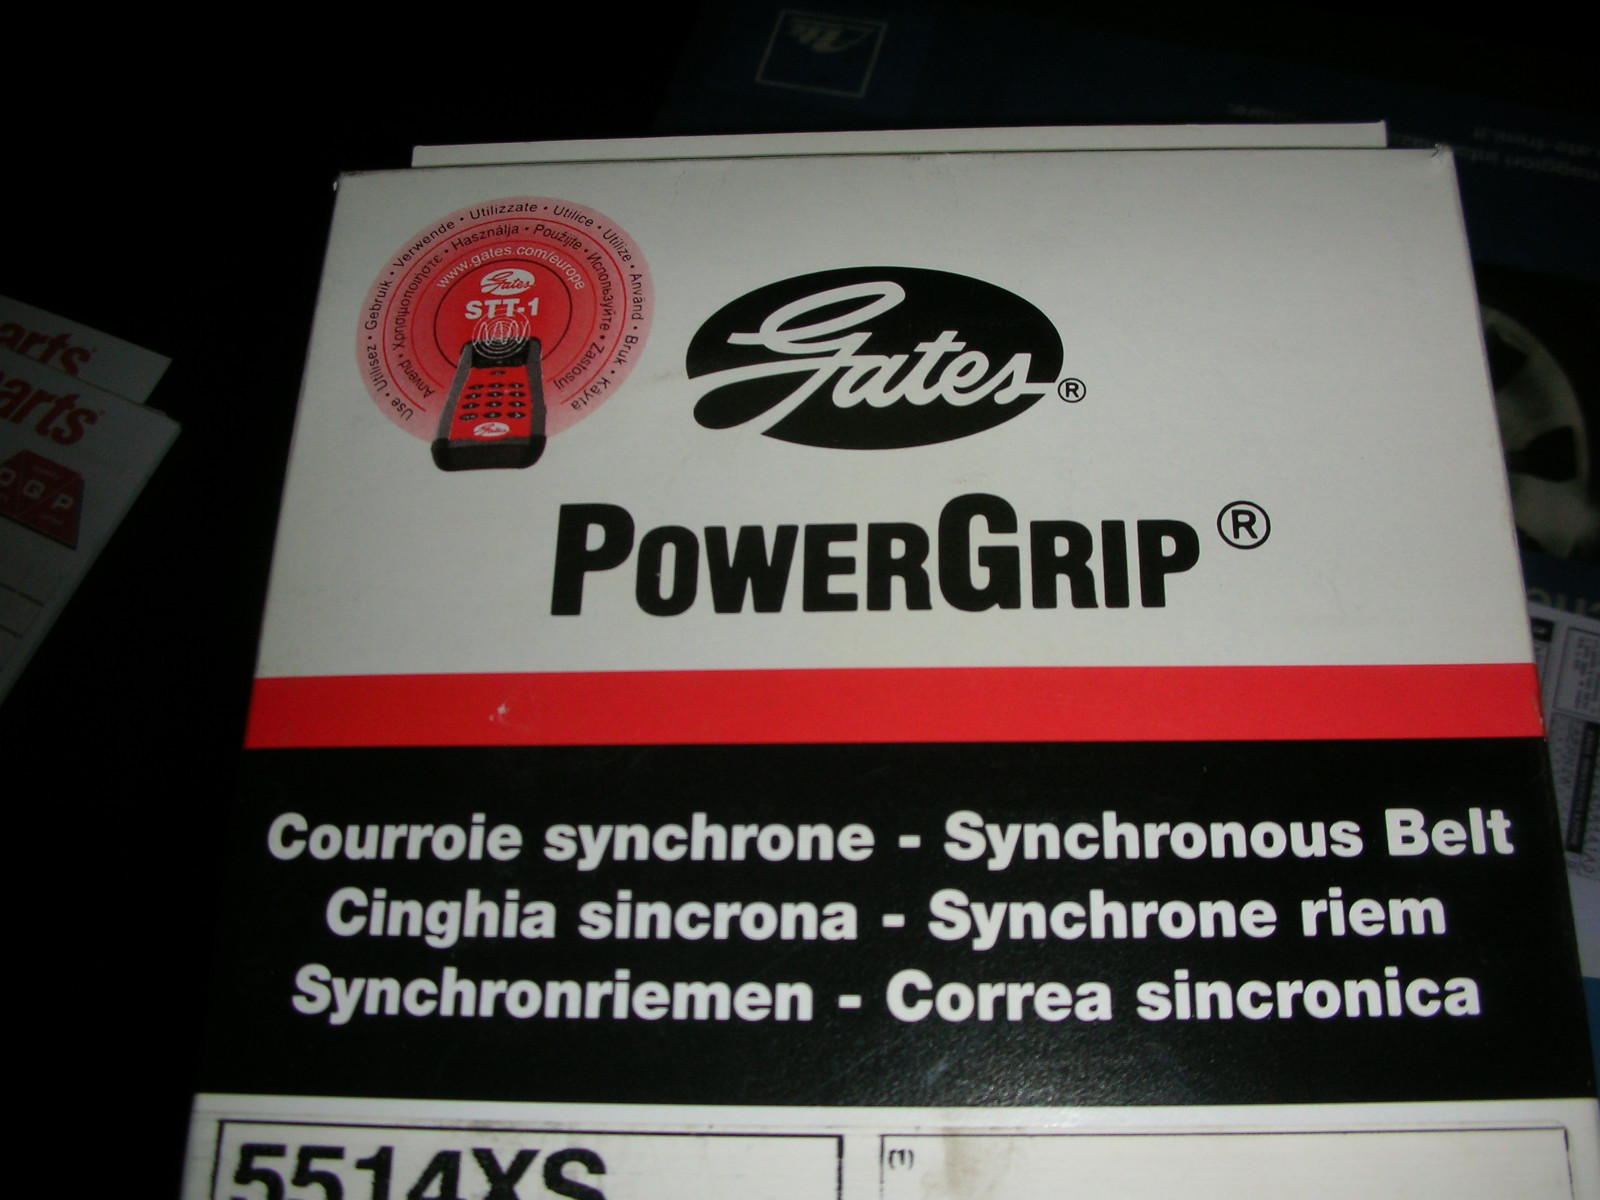 Use • Utilisez • Gebruik • Verwende • Utilizzate • Utilice • Utilize • Använd • Bruk • Käytä
Anvend • Χρησιμοποιήστε • Használja • Použijte • Используйте • Zastosuj
www.gates.com/europe
Gates
STT-1
Gates
Gates®
POWERGRIP®
Courroie synchrone - Synchronous Belt
Cinghia sincrona - Synchrone riem
Synchronriemen - Correa sincronica
5514XS
(1)
arts
arts
Q P